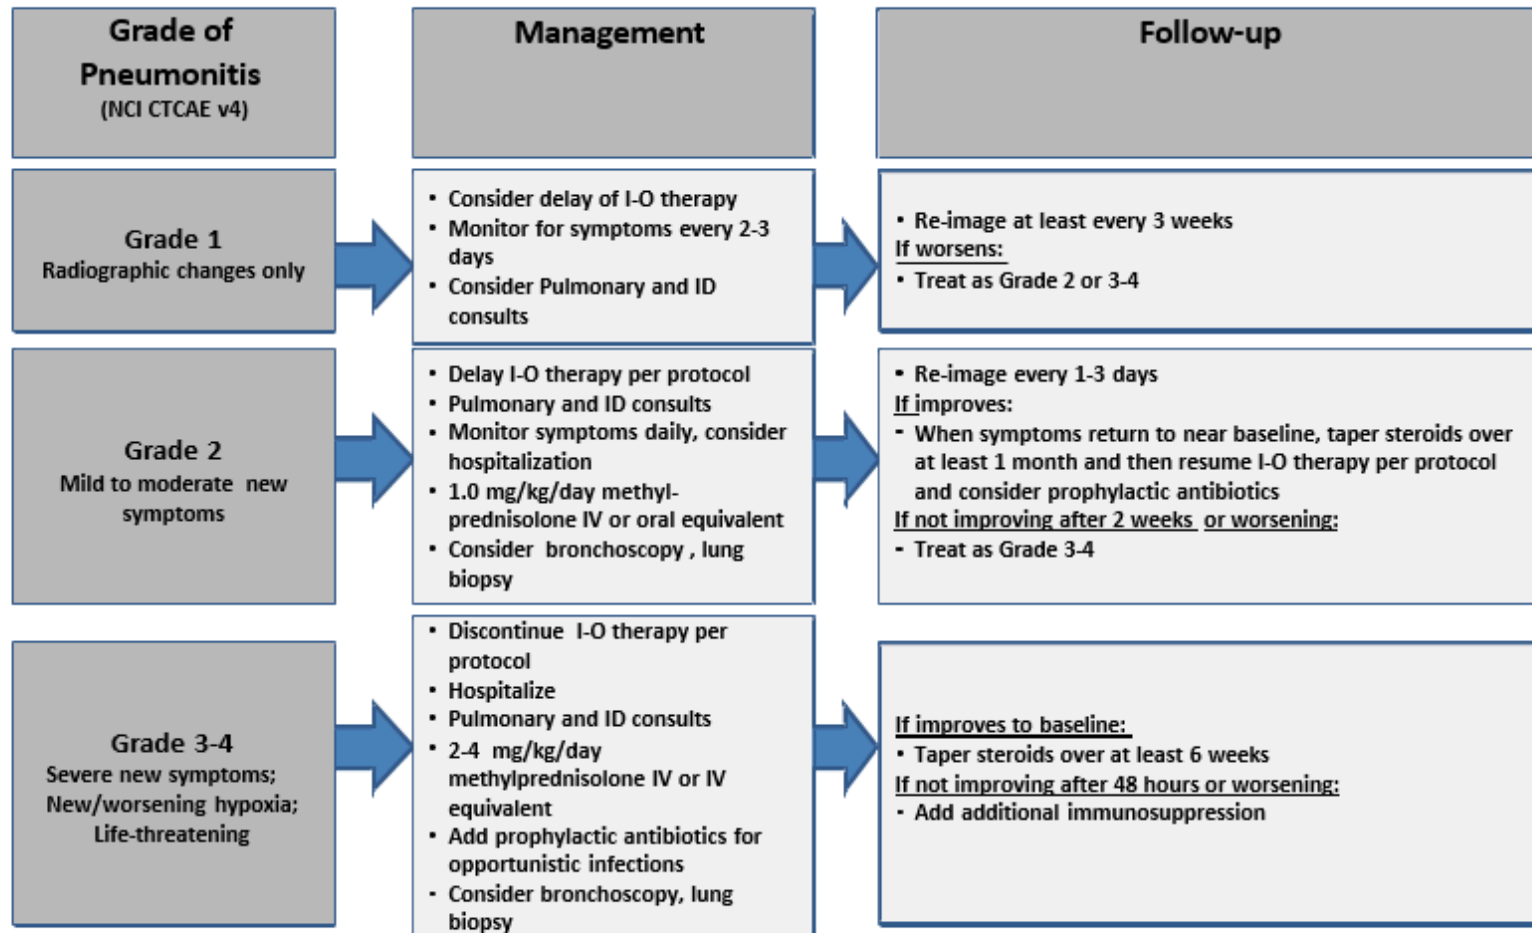 Grade of
Pneumonitis
(NCI CTCAE v4)
Management
Follow-up
Grade 1
Radiographic changes only
• Consider delay of I-O therapy
• Monitor for symptoms every 2-3
days
• Consider Pulmonary and ID
consults
• Re-image at least every 3 weeks
If worsens:
• Treat as Grade 2 or 3-4
Grade 2
Mild to moderate new
symptoms
• Delay I-O therapy per protocol
• Pulmonary and ID consults
• Monitor symptoms daily, consider
hospitalization
• 1.0 mg/kg/day methyl-
prednisolone IV or oral equivalent
• Consider bronchoscopy , lung
biopsy
• Re-image every 1-3 days
If improves:
- When symptoms return to near baseline, taper steroids over
at least 1 month and then resume I-O therapy per protocol
and consider prophylactic antibiotics
If not improving after 2 weeks or worsening:
- Treat as Grade 3-4
Grade 3-4
Severe new symptoms;
New/worsening hypoxia;
Life-threatening
• Discontinue I-O therapy per
protocol
• Hospitalize
• Pulmonary and ID consults
• 2-4 mg/kg/day
methylprednisolone IV or IV
equivalent
• Add prophylactic antibiotics for
opportunistic infections
- Consider bronchoscopy, lung
biopsy
If improves to baseline:
• Taper steroids over at least 6 weeks
If not improving after 48 hours or worsening:
- Add additional immunosuppression